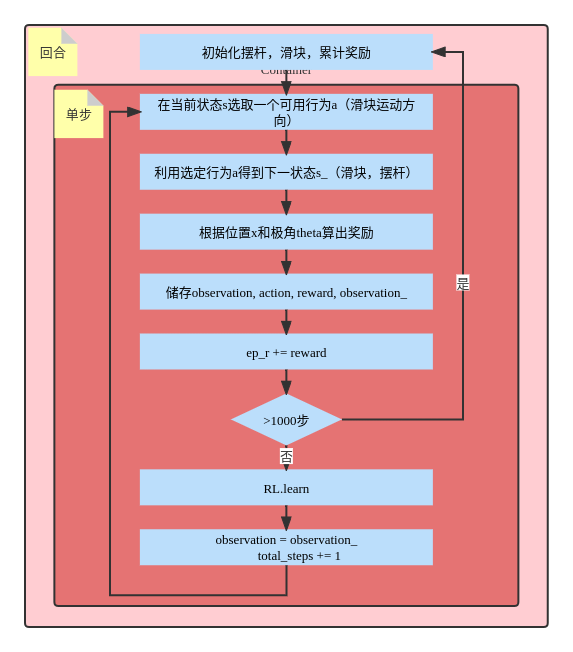 回合
初始化摆杆，滑块，累计奖励
Container
单步
在当前状态s选取一个可用行为a（滑块运动方
向）
利用选定行为a得到下一状态s_（滑块，摆杆）
根据位置x和极角theta算出奖励
储存observation, action, reward, observation_
是
ep_r += reward
>1000步
否
RL.learn
observation = observation_
total_steps += 1